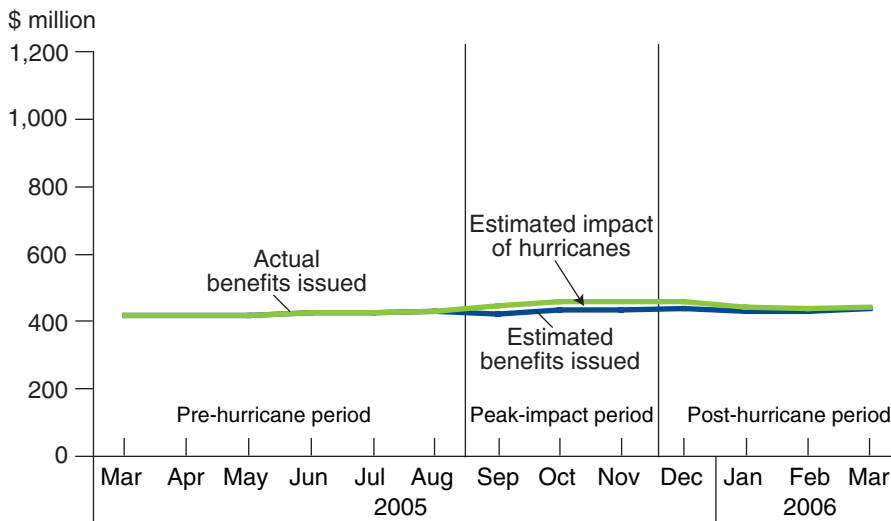 $ million
1,200
1,000
800
600
400
200
0
Estimated impact
of hurricanes
Actual
benefits issued
Estimated
benefits issued
Pre-hurricane period
Peak-impact period
Post-hurricane period
Mar Apr May Jun Jul Aug Sep Oct Nov Dec Jan Feb Mar
2005 2006